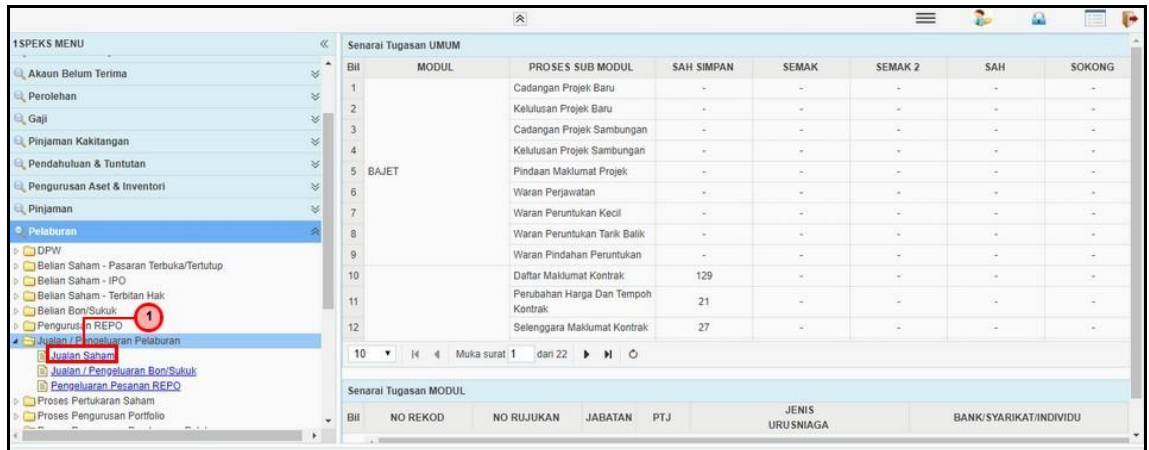 1SPEKS MENU
Akaun Belum Terima
Perolehan
Gaji
Pinjaman Kakitangan
Pendahuluan & Tuntutan
Pengurusan Aset & Inventori
Pinjaman
Pelaburan
DPW
Belian Saham - Pasaran Terbuka/Tertutup
Belian Saham - IPO
Belian Saham - Terbitan Hak
Belian Bon/Sukuk
Pengurusan REPO
1
Jualan / Pengeluaran Pelaburan
Jualan Saham
Jualan / Pengeluaran Bon/Sukuk
Pengeluaran Pesanan REPO
Proses Pertukaran Saham
Proses Pengurusan Portfolio
Senarai Tugasan UMUM
Bil MODUL PROSES SUB MODUL SAH SIMPAN SEMAK SEMAK 2 SAH SOKONG
1 Cadangan Projek Baru - - - - -
2 Kelulusan Projek Baru - - - - -
3 Cadangan Projek Sambungan - - - - -
4 Kelulusan Projek Sambungan - - - - -
5 BAJET Pindaan Maklumat Projek - - - - -
6 Waran Perjawatan - - - - -
7 Waran Peruntukan Kecil - - - - -
8 Waran Peruntukan Tarik Balik - - - - -
9 Waran Pindahan Peruntukan - - - - -
10 Daftar Maklumat Kontrak 129 - - - -
11 Perubahan Harga Dan Tempoh
Kontrak 21 - - - -
12 Selenggara Maklumat Kontrak 27 - - - -
10 Muka surat 1 dari 22
Senarai Tugasan MODUL
Bil NO REKOD NO RUJUKAN JABATAN PTJ JENIS
URUSNIAGA BANK/SYARIKAT/INDIVIDU